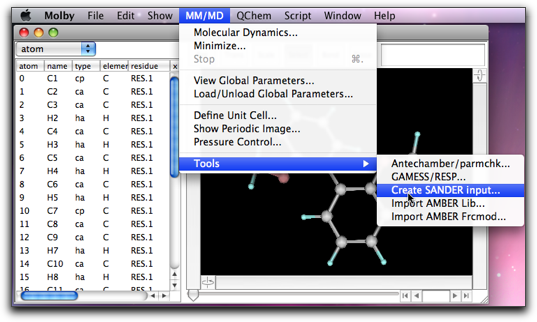 Molby File Edit Show MM/MD QChem Script Window Help
Molecular Dynamics...
Minimize...
Stop ⌘.
View Global Parameters...
Load/Unload Global Parameters...
Define Unit Cell...
Show Periodic Image...
Pressure Control...
Tools
Antechamber/parmchk...
GAMESS/RESP...
Create SANDER input...
Import AMBER Lib...
Import AMBER Frcmod...
atom
atom name type elemen residue x
0 C1 cp C RES.1
1 C2 ca C RES.1
2 C3 ca C RES.1
3 H2 ha H RES.1
4 C4 ca C RES.1
5 H3 ha H RES.1
6 C5 ca C RES.1
7 H4 ha H RES.1
8 C6 ca C RES.1
9 H5 ha H RES.1
10 C7 cp C RES.1
11 C8 ca C RES.1
12 C9 ca C RES.1
13 H7 ha H RES.1
14 C10 ca C RES.1
15 H8 ha H RES.1
16 C11 ca C RES.1